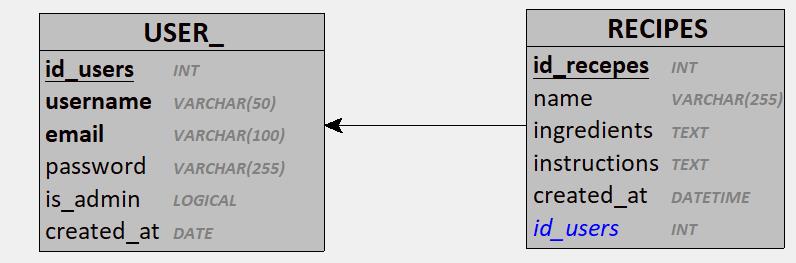 USER_
id_users INT
username VARCHAR(50)
email VARCHAR(100)
password VARCHAR(255)
is_admin LOGICAL
created_at DATE
RECIPES
id_recepes INT
name VARCHAR(255)
ingredients TEXT
instructions TEXT
created_at DATETIME
id_users INT